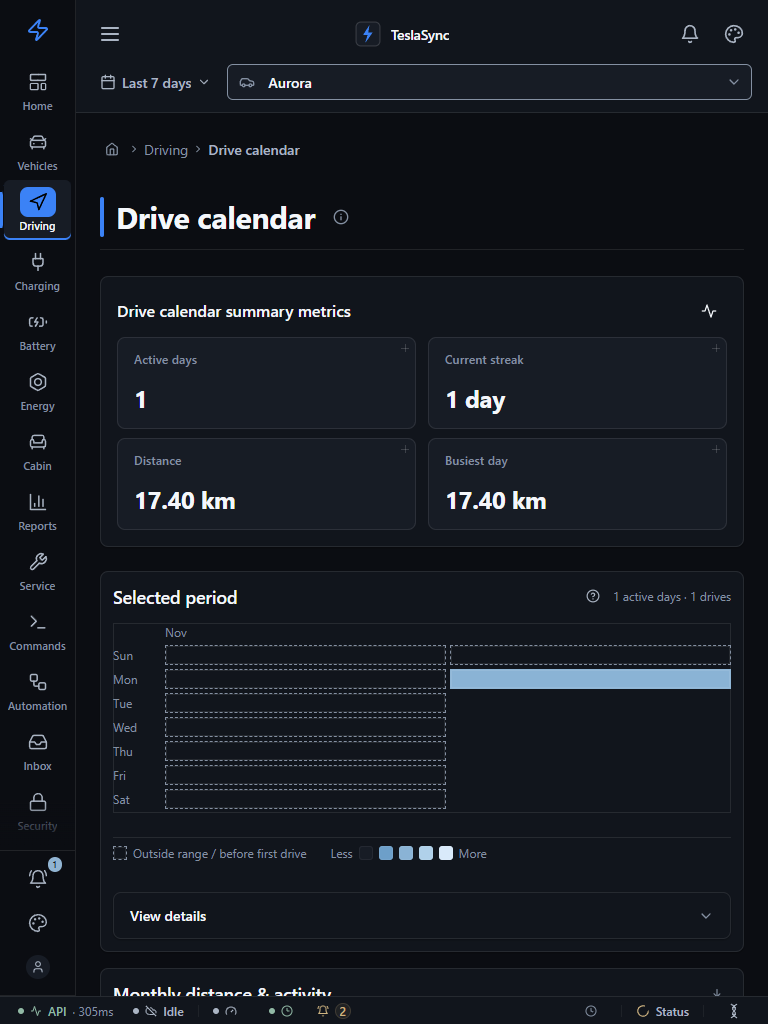 TeslaSync
Last 7 days
Aurora
Home
Vehicles
Driving
Charging
Battery
Energy
Cabin
Reports
Service
Commands
Automation
Inbox
Security
1
Driving
Drive calendar
Drive calendar
Drive calendar summary metrics
Active days
1
Current streak
1 day
Distance
17.40 km
Busiest day
17.40 km
Selected period
1 active days · 1 drives
Nov
Sun
Mon
Tue
Wed
Thu
Fri
Sat
Outside range / before first drive
Less
More
View details
Monthly distance & activity
API · 305ms
Idle
2
Status